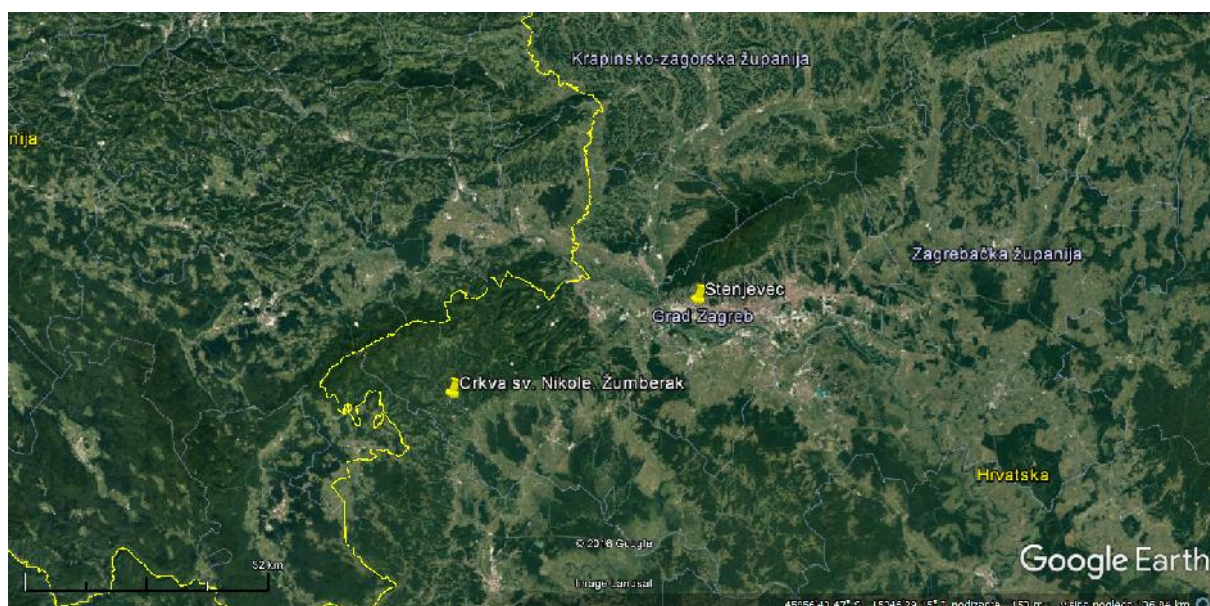 Krapinsko-zagorska županija
nija
Zagrebačka županija
Stenjevec
Grad Zagreb
Crkva sv. Nikole, Žumberak
Hrvatska
© 2016 Google
Google Earth
52 km
Image Landsat